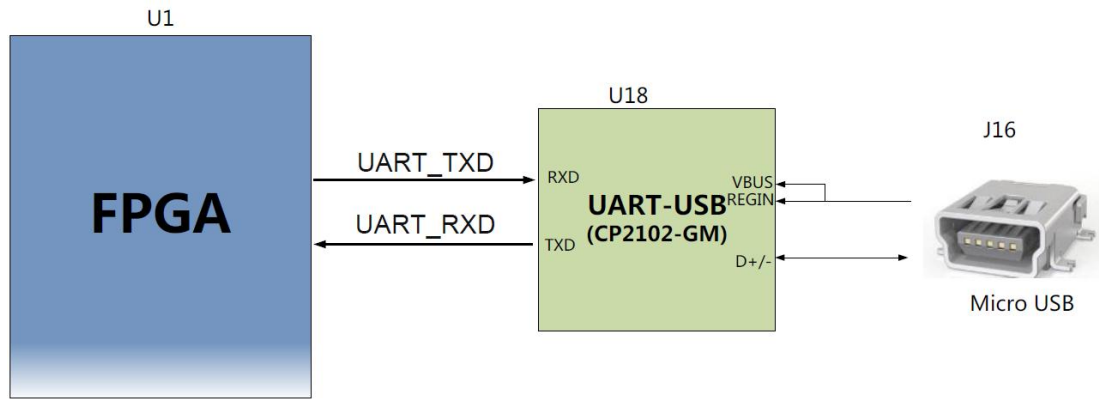 U1
FPGA
UART_TXD
UART_RXD
U18
RXD
TXD
UART-USB
(CP2102-GM)
VBUS
REGIN
D+/-
J16
Micro USB